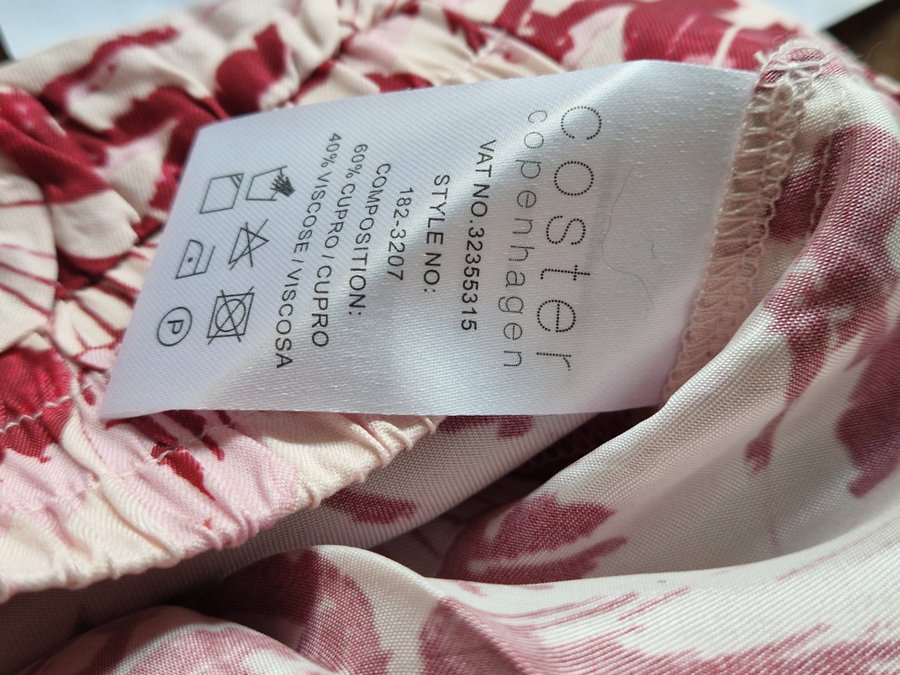 coster
copenhagen
VAT NO.32355315
STYLE NO:
182-3207
COMPOSITION:
60% CUPRO / CUPRO
40% VISCOSE / VISCOSA
P